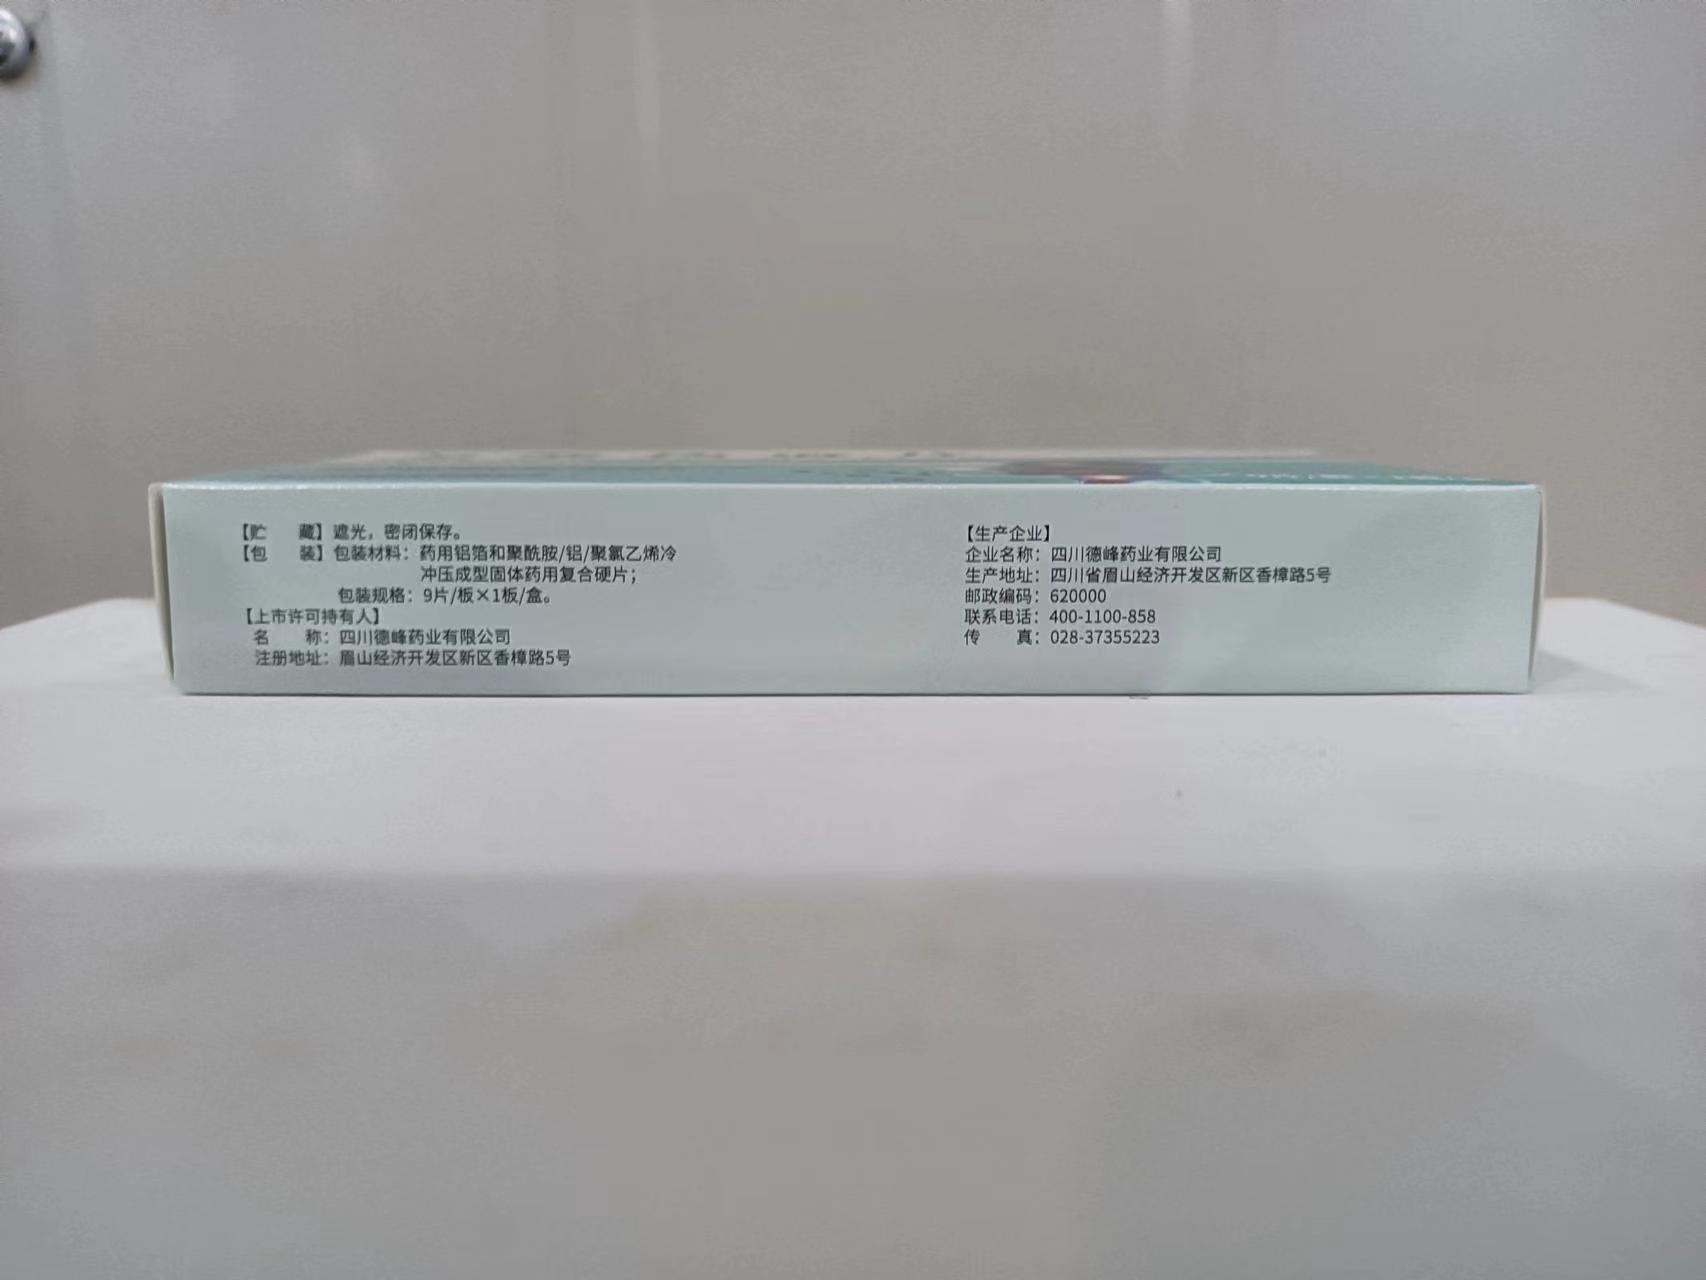 【贮　　藏】遮光，密闭保存。
【包　　装】包装材料：药用铝箔和聚酰胺/铝/聚氯乙烯冷
冲压成型固体药用复合硬片；
包装规格：9片/板×1板/盒。
【上市许可持有人】
名　　称：四川德峰药业有限公司
注册地址：眉山经济开发区新区香樟路5号
【生产企业】
企业名称：四川德峰药业有限公司
生产地址：四川省眉山经济开发区新区香樟路5号
邮政编码：620000
联系电话：400-1100-858
传　　真：028-37355223